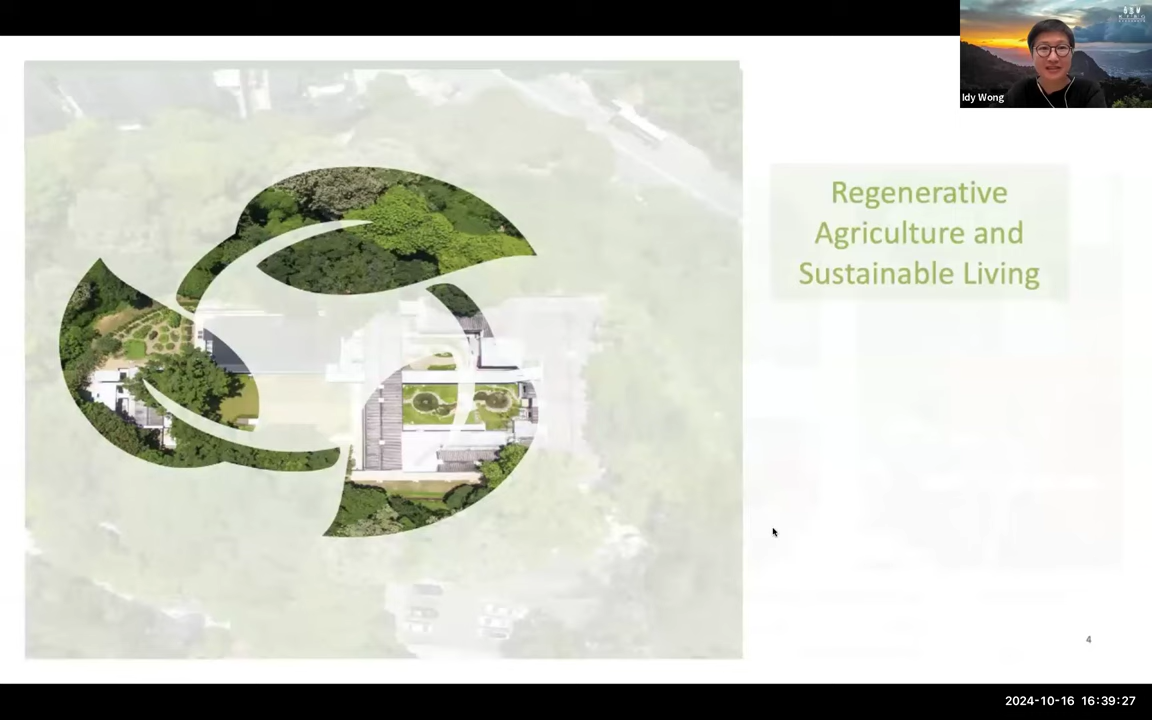 Idy Wong
Regenerative
Agriculture and
Sustainable Living
4
2024-10-16 16:39:27